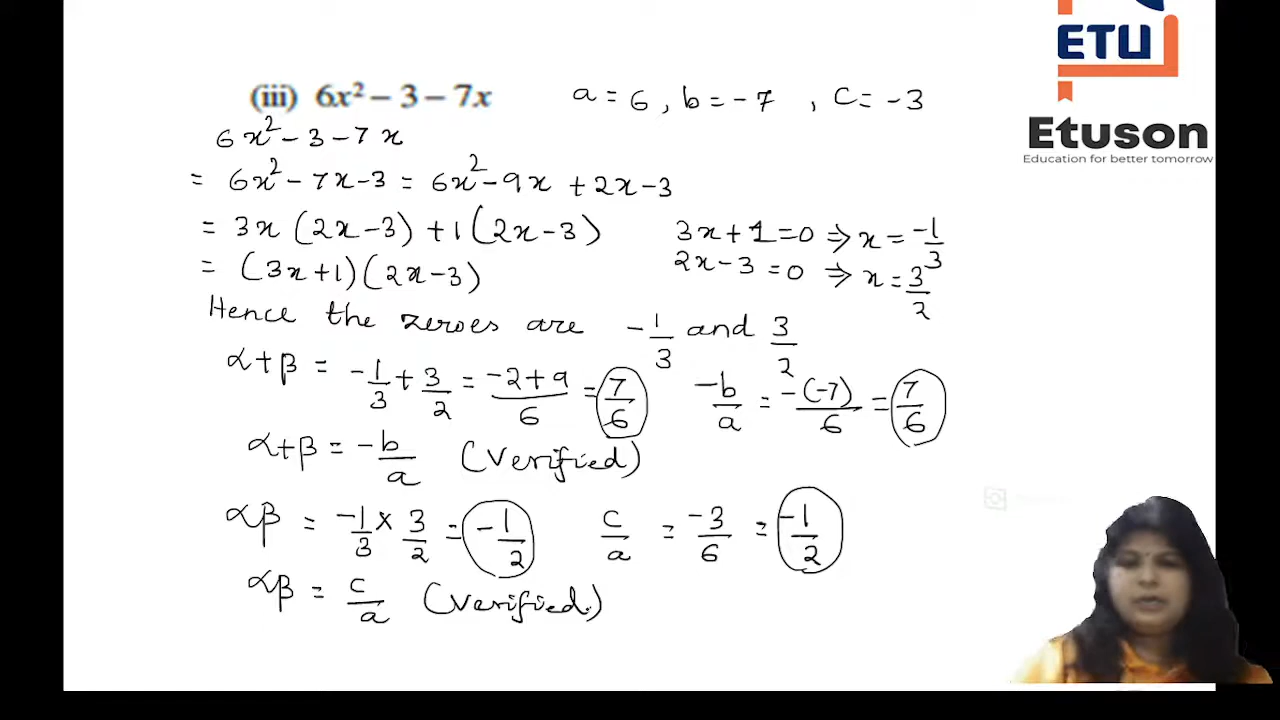 ETU
Etuson
Education for better tomorrow
(iii) 6x² – 3 – 7x
a = 6, b = -7, c = -3
6x² - 3 - 7x
= 6x² - 7x - 3 = 6x² - 9x + 2x - 3
= 3x (2x - 3) + 1 (2x - 3)
= (3x+1) (2x - 3)
3x + 1 = 0 ⇒ x = -1/3
2x - 3 = 0 ⇒ x = 3/2
Hence the zeroes are -1/3 and 3/2
α+β = -1/3 + 3/2 = -2+9/6 = 7/6
-b/a = -(-7)/6 = 7/6
α+β = -b/a (Verified)
αβ = -1/3 × 3/2 = -1/2
c/a = -3/6 = -1/2
αβ = c/a (Verified.)